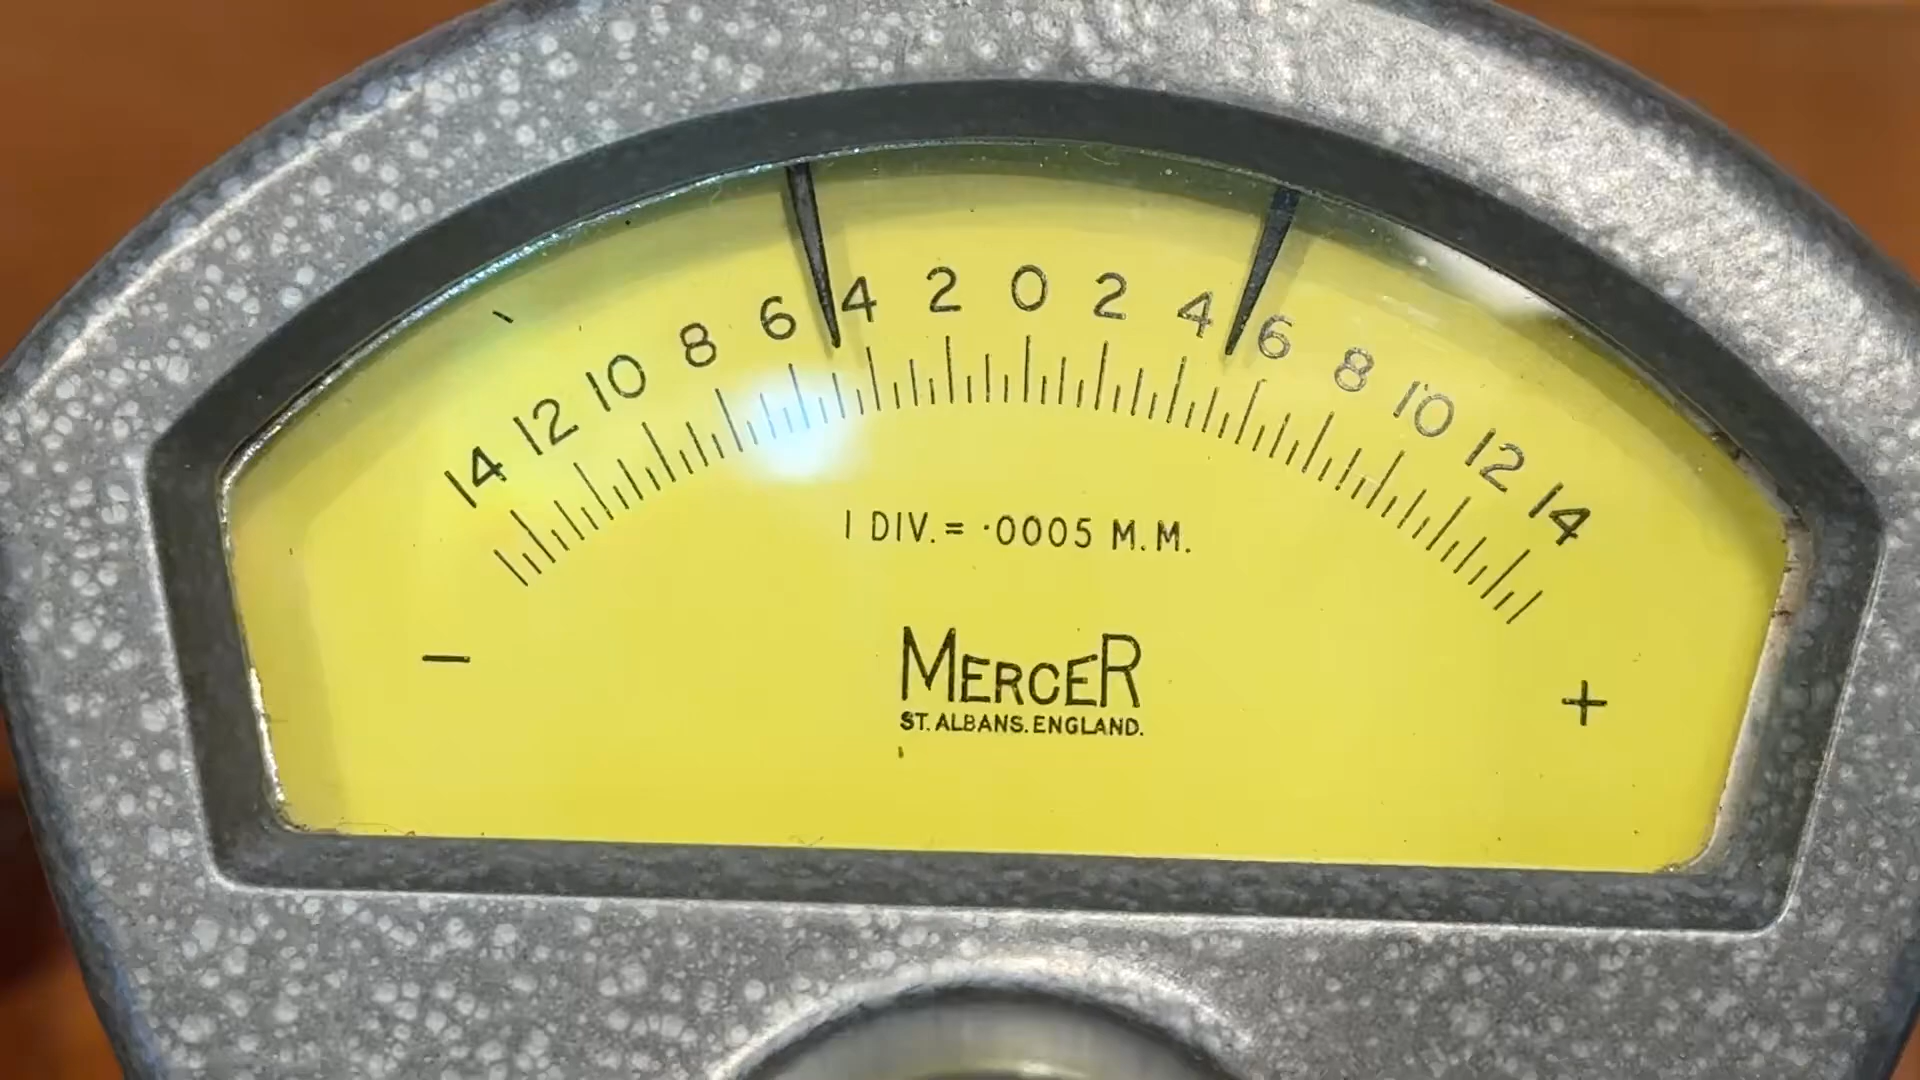 14 12 10 8 6 4 2 0 2 4 6 8 10 12 14
1 DIV. = ·0005 M.M.
− +
MERCER
ST. ALBANS. ENGLAND.